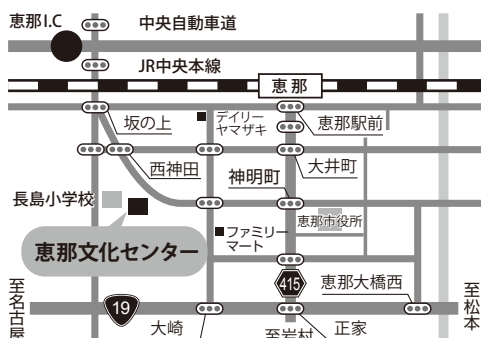 恵那I.C
中央自動車道
JR中央本線
恵那
坂の上
デイリー
ヤマザキ
恵那駅前
西神田
神明町
大井町
長島小学校
恵那文化センター
ファミリー
マート
恵那市役所
415
恵那大橋西
至名古屋
19
大崎
至岩村
正家
至松本